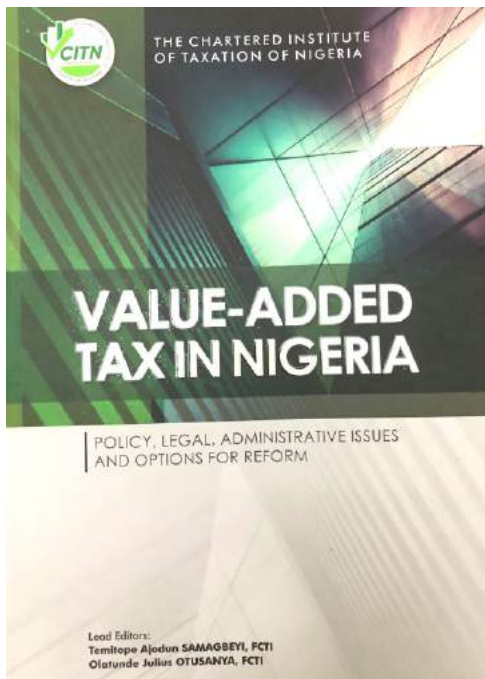 CITN
THE CHARTERED INSTITUTE
OF TAXATION OF NIGERIA
VALUE-ADDED
TAX IN NIGERIA
POLICY, LEGAL, ADMINISTRATIVE ISSUES
AND OPTIONS FOR REFORM
Lead Editors:
Temitope Ajodun SAMAGBEYI, FCTI
Olatunde Julius OTUSANYA, FCTI